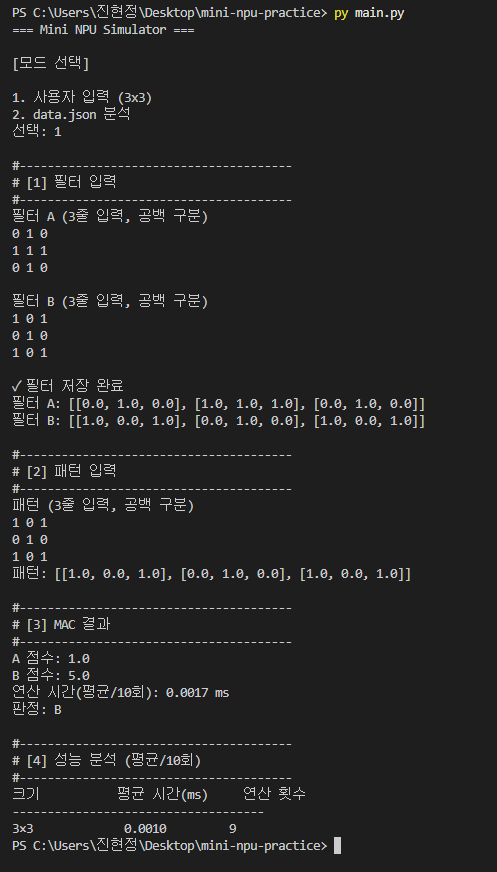 PS C:\Users\진현정\Desktop\mini-npu-practice> py main.py
=== Mini NPU Simulator ===
[모드 선택]
1. 사용자 입력 (3x3)
2. data.json 분석
선택: 1
#---------------------------------------
# [1] 필터 입력
#---------------------------------------
필터 A (3줄 입력, 공백 구분)
0 1 0
1 1 1
0 1 0
필터 B (3줄 입력, 공백 구분)
1 0 1
0 1 0
1 0 1
✓ 필터 저장 완료
필터 A: [[0.0, 1.0, 0.0], [1.0, 1.0, 1.0], [0.0, 1.0, 0.0]]
필터 B: [[1.0, 0.0, 1.0], [0.0, 1.0, 0.0], [1.0, 0.0, 1.0]]
#---------------------------------------
# [2] 패턴 입력
#---------------------------------------
패턴 (3줄 입력, 공백 구분)
1 0 1
0 1 0
1 0 1
패턴: [[1.0, 0.0, 1.0], [0.0, 1.0, 0.0], [1.0, 0.0, 1.0]]
#---------------------------------------
# [3] MAC 결과
#---------------------------------------
A 점수: 1.0
B 점수: 5.0
연산 시간(평균/10회): 0.0017 ms
판정: B
#---------------------------------------
# [4] 성능 분석 (평균/10회)
#---------------------------------------
크기 평균 시간(ms) 연산 횟수
------------------------------------
3x3 0.0010 9
PS C:\Users\진현정\Desktop\mini-npu-practice>